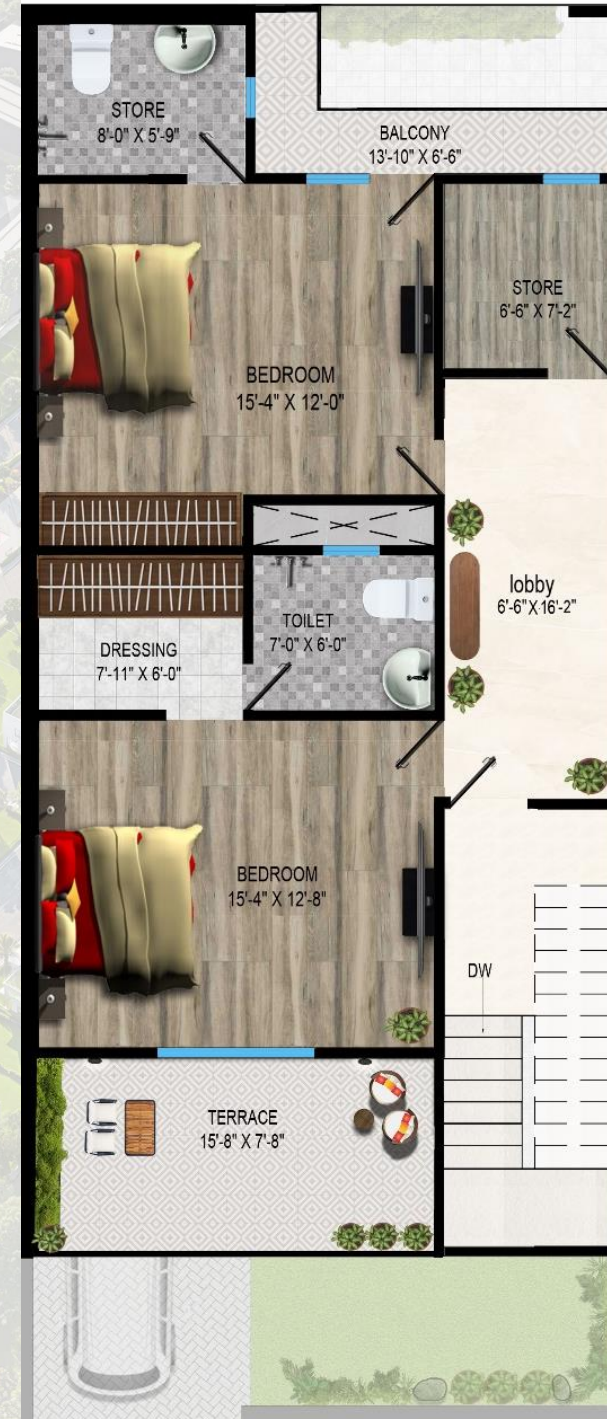 STORE
8'-0" X 5'-9"
BALCONY
13'-10" X 6'-6"
STORE
6'-6" X 7'-2"
BEDROOM
15'-4" X 12'-0"
lobby
6'-6" X 16'-2"
TOILET
7'-0" X 6'-0"
DRESSING
7'-11" X 6'-0"
BEDROOM
15'-4" X 12'-8"
DW
TERRACE
15'-8" X 7'-8"